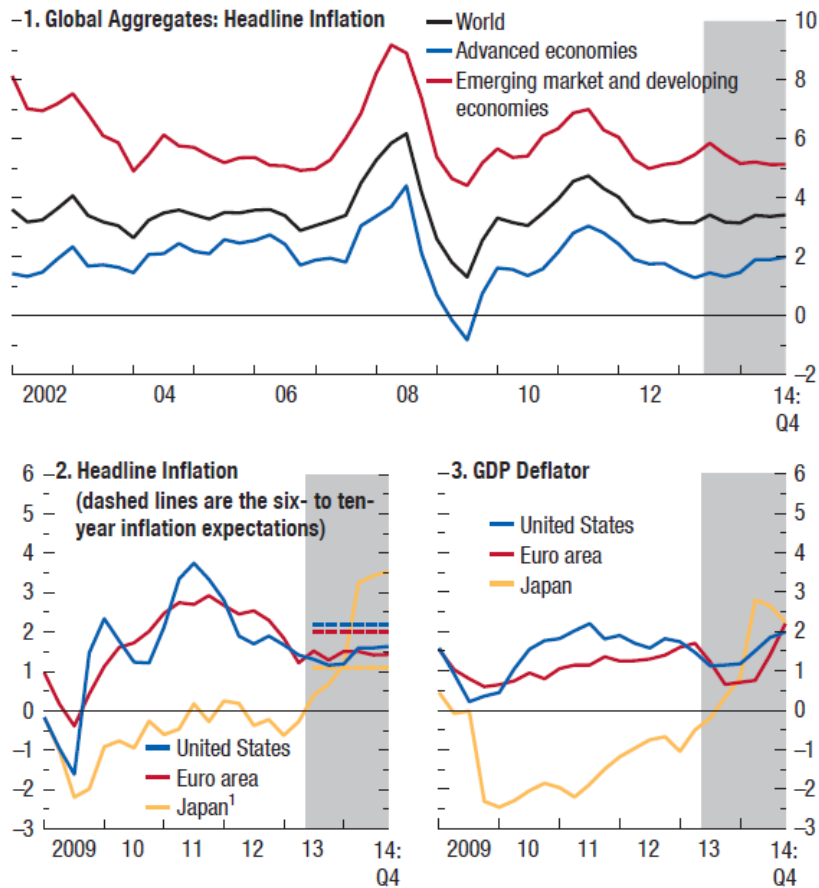 1. Global Aggregates: Headline Inflation
World
Advanced economies
Emerging market and developing
economies
10
8
6
4
2
0
–2
2002
04
06
08
10
12
14:
Q4
2. Headline Inflation
(dashed lines are the six- to ten-
year inflation expectations)
6
5
4
3
2
1
0
–1
–2
–3
United States
Euro area
Japan1
2009
10
11
12
13
14:
Q4
3. GDP Deflator
United States
Euro area
Japan
6
5
4
3
2
1
0
–1
–2
–3
2009
10
11
12
13
14:
Q4